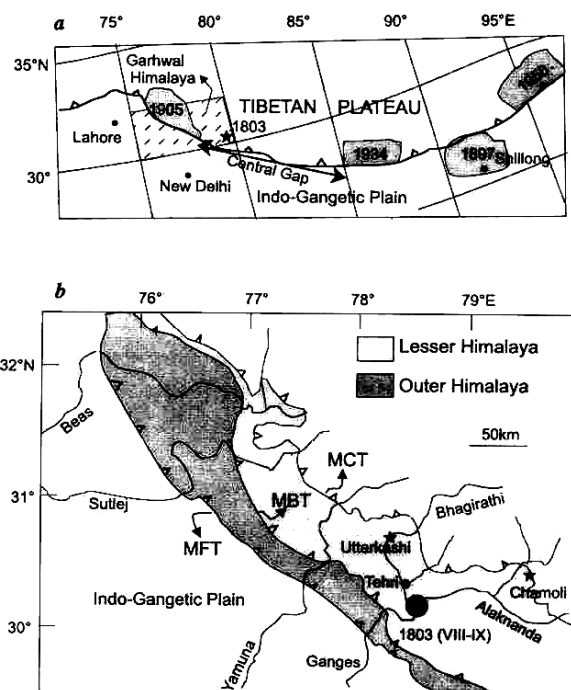 a
75° 80° 85° 90° 95°E
35°N
Garhwal
Himalaya
1905
TIBETAN PLATEAU
1803
Lahore
1934
1897
Shillong
30°
Central Gap
New Delhi
Indo-Gangetic Plain
b
76° 77° 78° 79°E
32°N
Lesser Himalaya
Outer Himalaya
Beas
50km
MCT
31°
Sutlej
MBT
Bhagirathi
MFT
Uttarkashi
Tehri
Chamoli
Indo-Gangetic Plain
Alaknanda
30°
1803 (VIII-IX)
Yamuna
Ganges